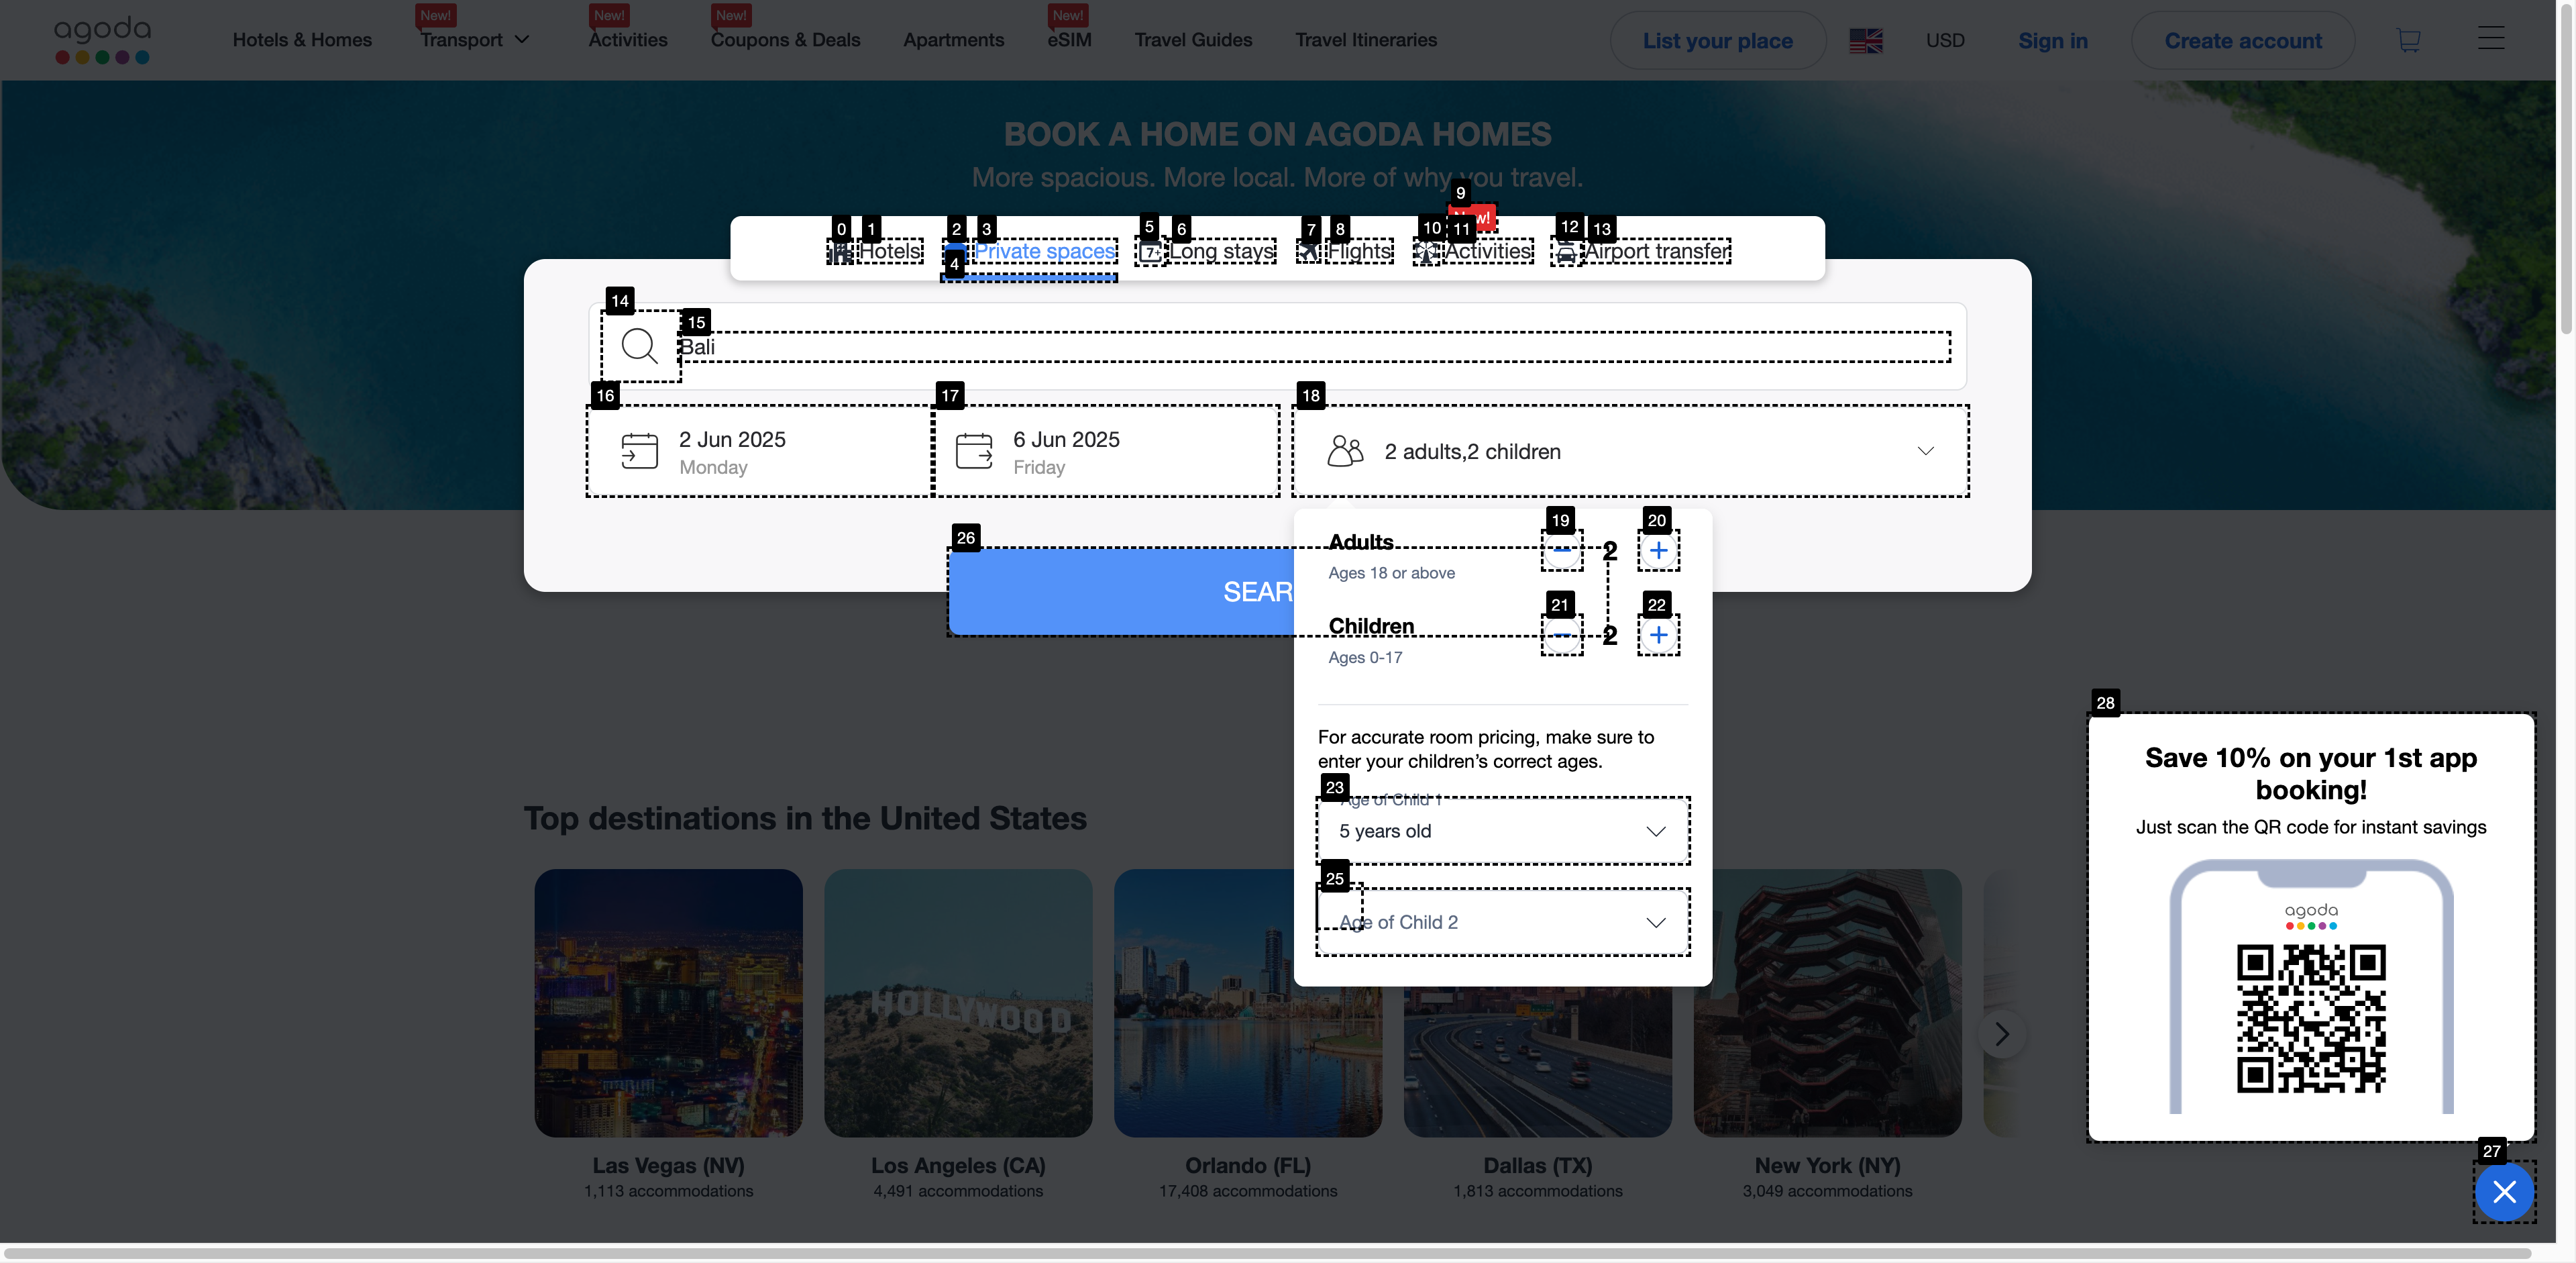 agoda
Hotels & Homes
New!
Transport
New!
Activities
New!
Coupons & Deals
Apartments
New!
eSIM
Travel Guides
Travel Itineraries
List your place
USD
Sign in
Create account
BOOK A HOME ON AGODA HOMES
More spacious. More local. More of why you travel.
9
0
1
2
3
5
6
7
8
10
11
12
13
Hotels
Private spaces
7+
Long stays
Flights
Activities
Airport transfer
4
14
15
Bali
16
17
18
2 Jun 2025
Monday
6 Jun 2025
Friday
2 adults,2 children
26
19
20
Adults
2
Ages 18 or above
SEAR
21
22
Children
2
Ages 0-17
For accurate room pricing, make sure to
enter your children's correct ages.
23
Age of Child 1
5 years old
25
Age of Child 2
28
Save 10% on your 1st app
booking!
Just scan the QR code for instant savings
agoda
27
Top destinations in the United States
HOLLYWOOD
Las Vegas (NV)
1,113 accommodations
Los Angeles (CA)
4,491 accommodations
Orlando (FL)
17,408 accommodations
Dallas (TX)
1,813 accommodations
New York (NY)
3,049 accommodations